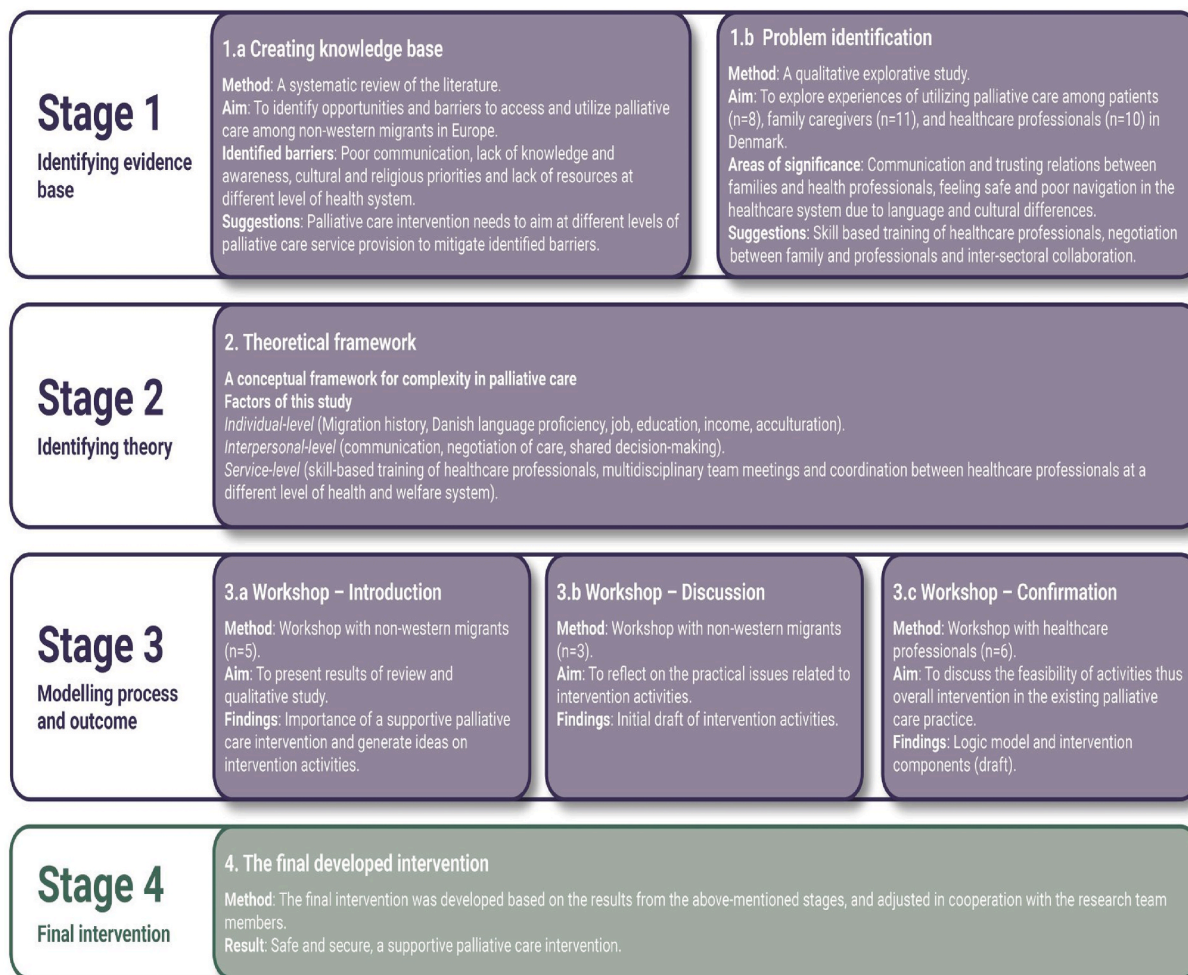 Stage 1
Identifying evidence
base
1.a Creating knowledge base
Method: A systematic review of the literature.
Aim: To identify opportunities and barriers to access and utilize palliative
care among non-western migrants in Europe.
Identified barriers: Poor communication, lack of knowledge and
awareness, cultural and religious priorities and lack of resources at
different level of health system.
Suggestions: Palliative care intervention needs to aim at different levels of
palliative care service provision to mitigate identified barriers.
1.b Problem identification
Method: A qualitative explorative study.
Aim: To explore experiences of utilizing palliative care among patients
(n=8), family caregivers (n=11), and healthcare professionals (n=10) in
Denmark.
Areas of significance: Communication and trusting relations between
families and health professionals, feeling safe and poor navigation in the
healthcare system due to language and cultural differences.
Suggestions: Skill based training of healthcare professionals, negotiation
between family and professionals and inter-sectoral collaboration.
Stage 2
Identifying theory
2. Theoretical framework
A conceptual framework for complexity in palliative care
Factors of this study
Individual-level (Migration history, Danish language proficiency, job, education, income, acculturation).
Interpersonal-level (communication, negotiation of care, shared decision-making).
Service-level (skill-based training of healthcare professionals, multidisciplinary team meetings and coordination between healthcare professionals at a
different level of health and welfare system).
Stage 3
Modelling process
and outcome
3.a Workshop – Introduction
Method: Workshop with non-western migrants
(n=5).
Aim: To present results of review and
qualitative study.
Findings: Importance of a supportive palliative
care intervention and generate ideas on
intervention activities.
3.b Workshop – Discussion
Method: Workshop with non-western migrants
(n=3).
Aim: To reflect on the practical issues related to
intervention activities.
Findings: Initial draft of intervention activities.
3.c Workshop – Confirmation
Method: Workshop with healthcare
professionals (n=6).
Aim: To discuss the feasibility of activities thus
overall intervention in the existing palliative
care practice.
Findings: Logic model and intervention
components (draft).
Stage 4
Final intervention
4. The final developed intervention
Method: The final intervention was developed based on the results from the above-mentioned stages, and adjusted in cooperation with the research team
members.
Result: Safe and secure, a supportive palliative care intervention.